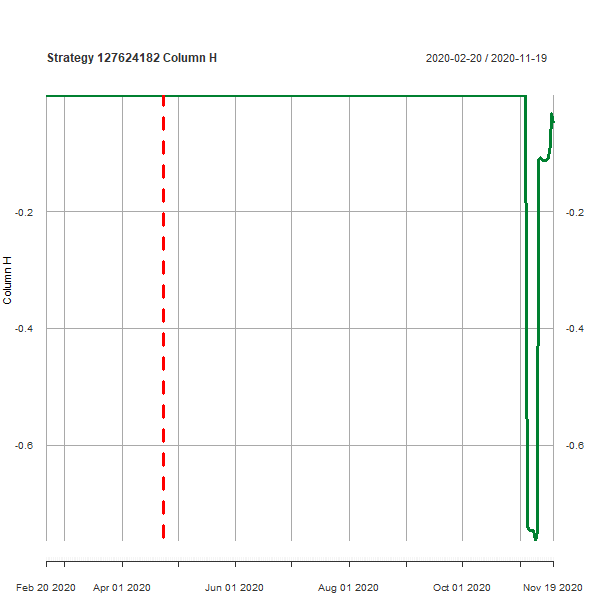 Strategy 127624182 Column H
2020-02-20 / 2020-11-19
Column H
-0.2
-0.2
-0.4
-0.4
-0.6
-0.6
Feb 20 2020
Apr 01 2020
Jun 01 2020
Aug 01 2020
Oct 01 2020
Nov 19 2020